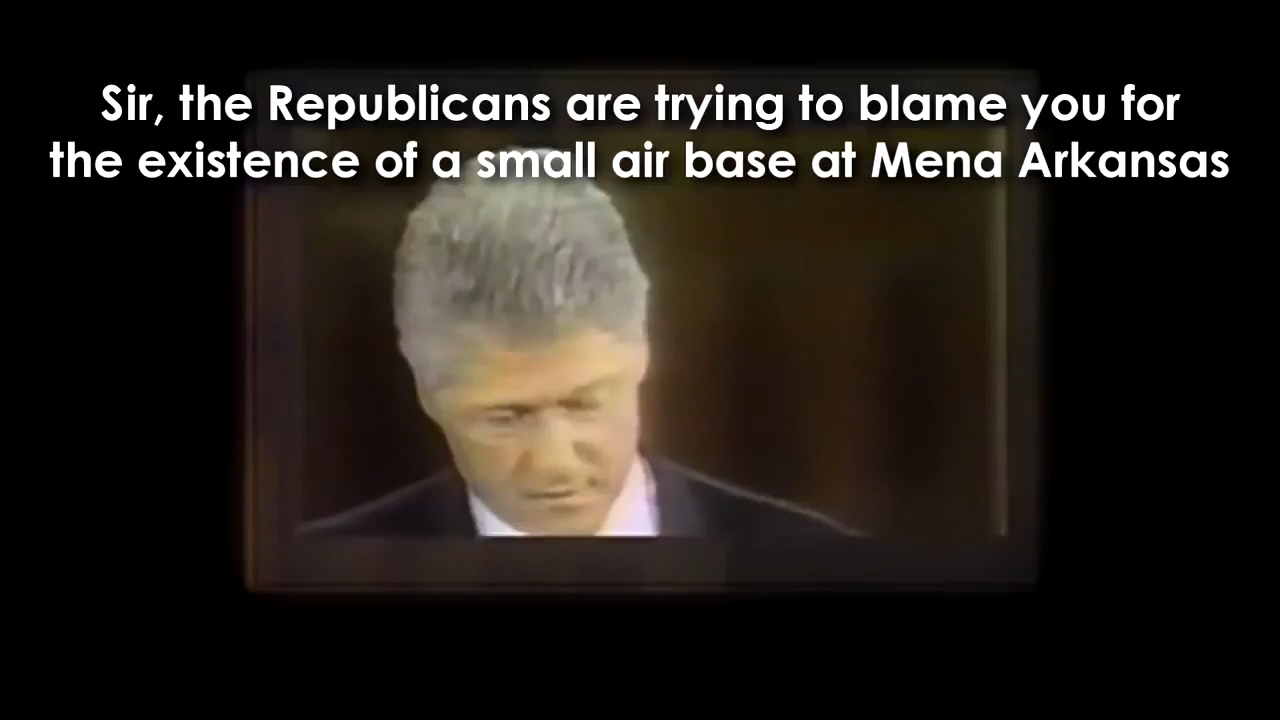 Sir, the Republicans are trying to blame you for
the existence of a small air base at Mena Arkansas